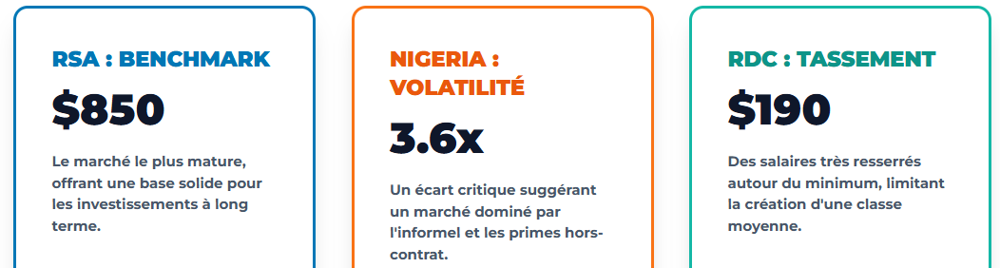 RSA : BENCHMARK
$850
Le marché le plus mature,
offrant une base solide pour
les investissements à long
terme.
NIGERIA :
VOLATILITÉ
3.6x
Un écart critique suggérant
un marché dominé par
l'informel et les primes hors-
contrat.
RDC : TASSEMENT
$190
Des salaires très resserrés
autour du minimum, limitant
la création d'une classe
moyenne.